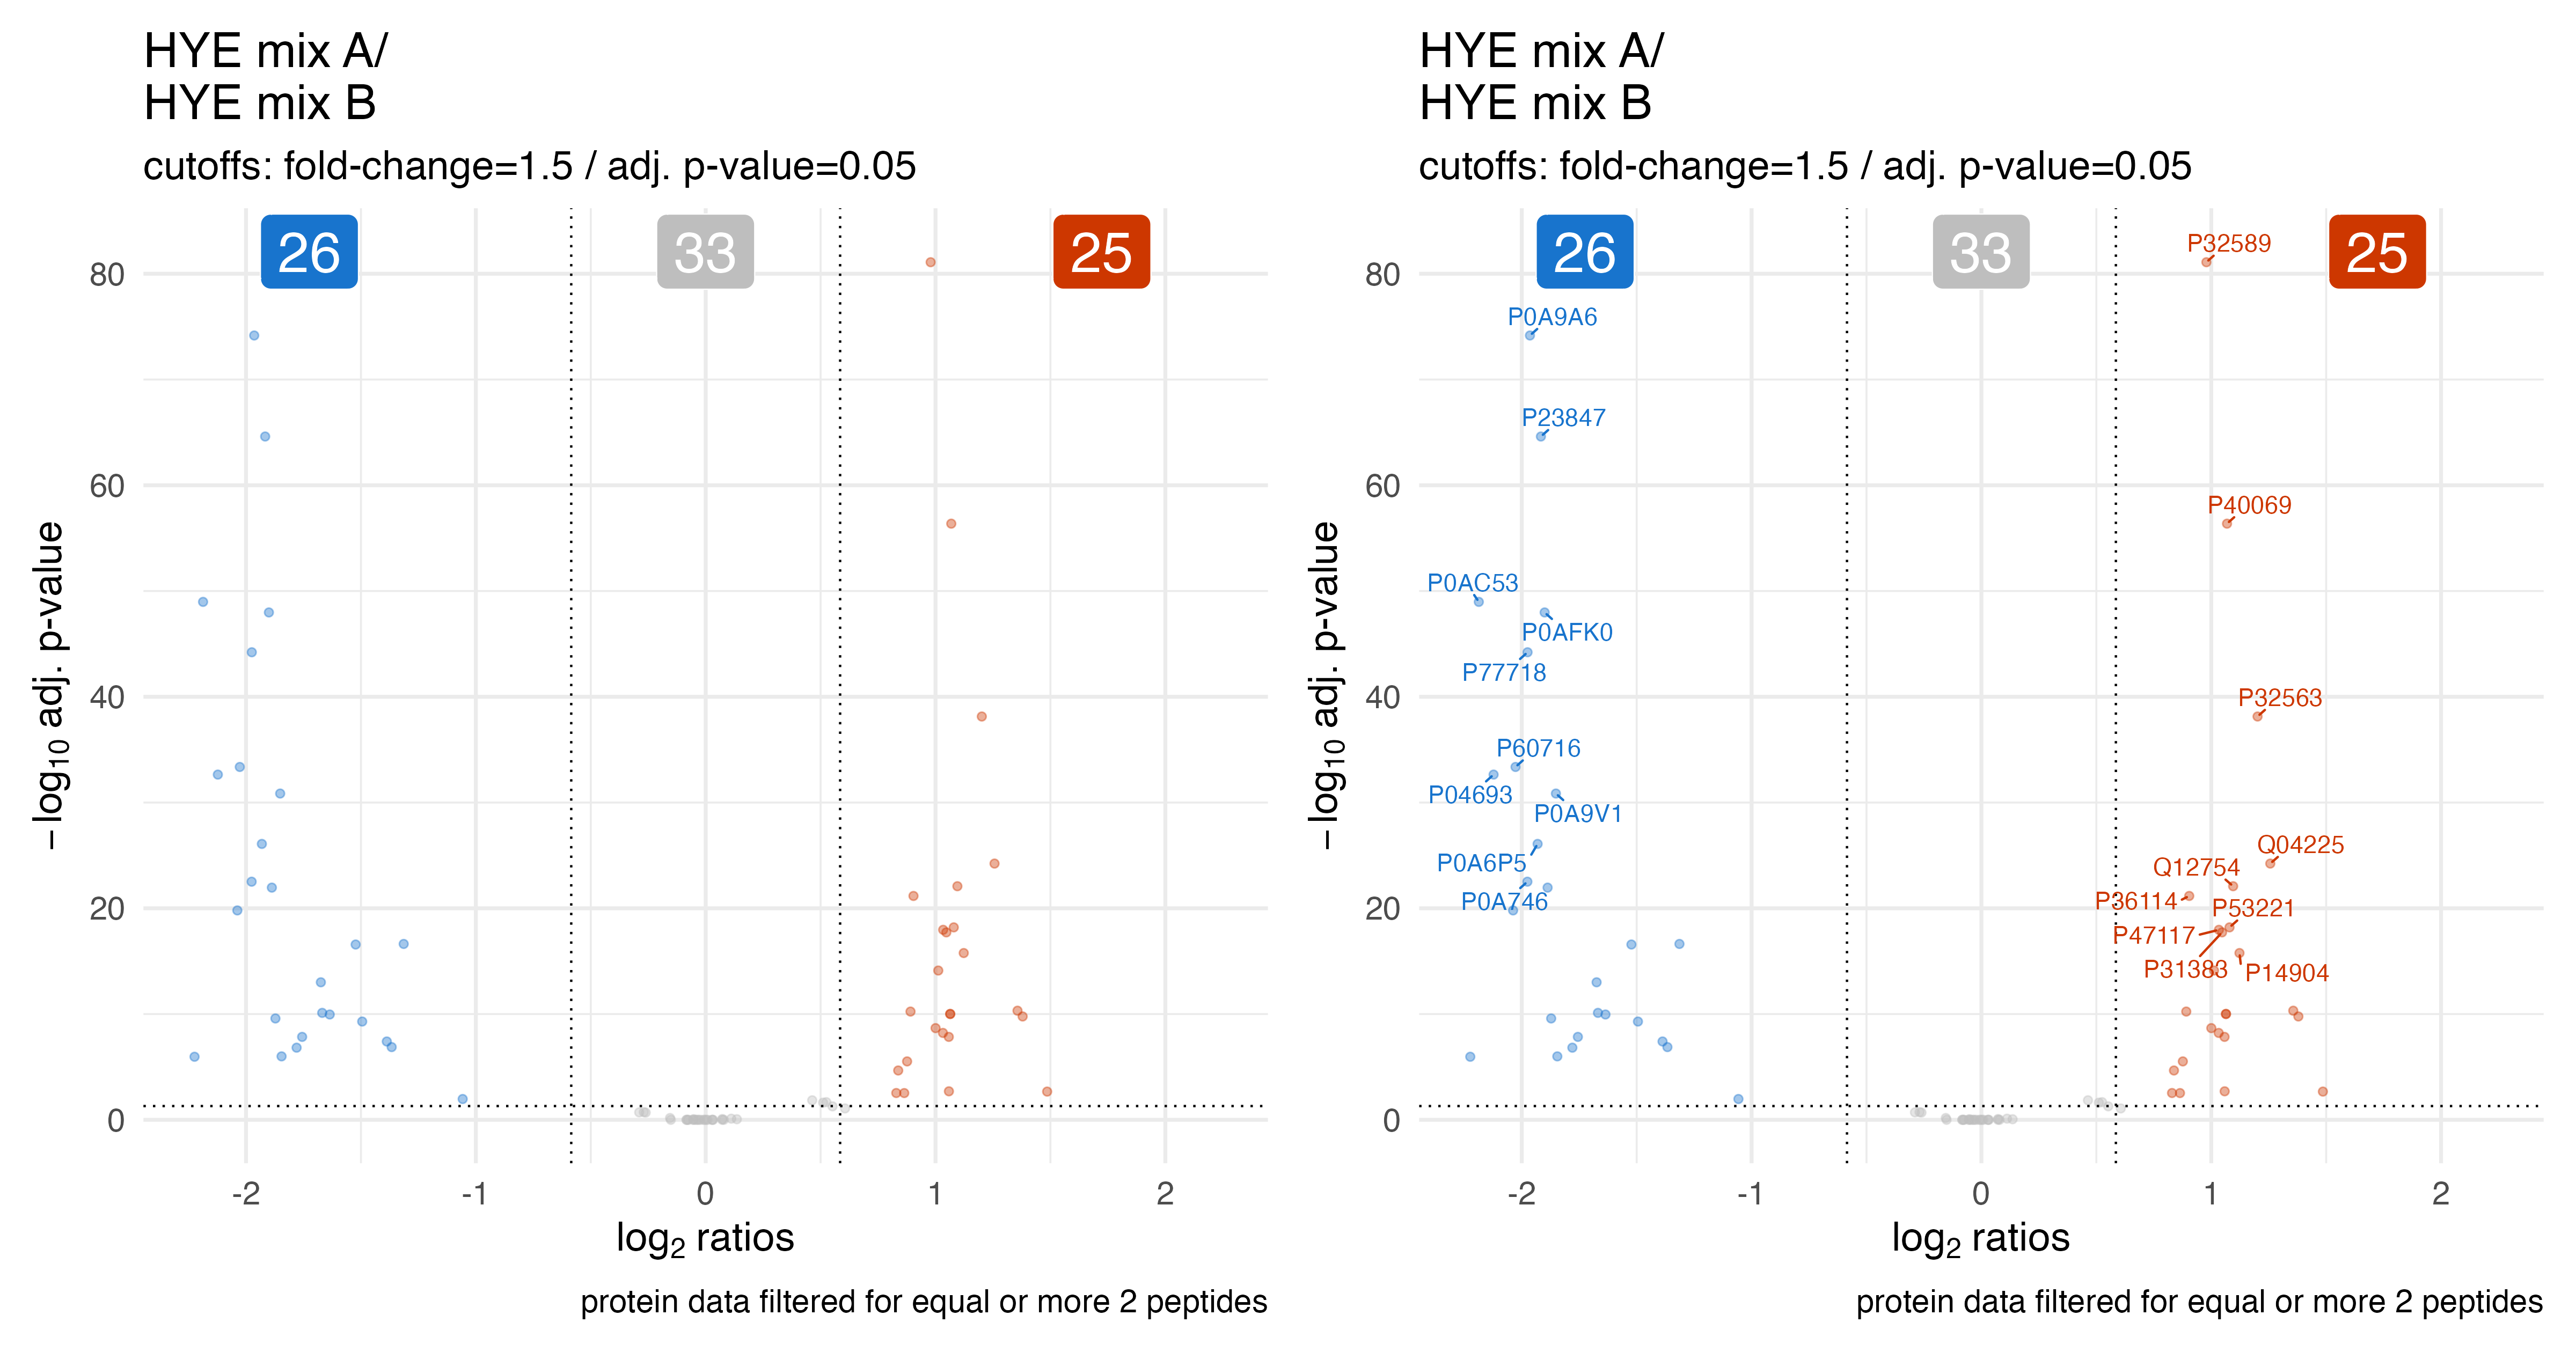 HYE mix A/
HYE mix B
cutoffs: fold-change=1.5 / adj. p-value=0.05
26
33
25
80
60
40
20
0
-2
-1
0
1
2
−log10 adj. p-value
log2 ratios
protein data filtered for equal or more 2 peptides
HYE mix A/
HYE mix B
cutoffs: fold-change=1.5 / adj. p-value=0.05
26
33
25
P32589
P0A9A6
P23847
P40069
P0AC53
P0AFK0
P77718
P32563
P60716
P04693
P0A9V1
Q04225
P0A6P5
Q12754
P0A746
P36114
P53221
P47117
P31383
P14904
80
60
40
20
0
-2
-1
0
1
2
−log10 adj. p-value
log2 ratios
protein data filtered for equal or more 2 peptides